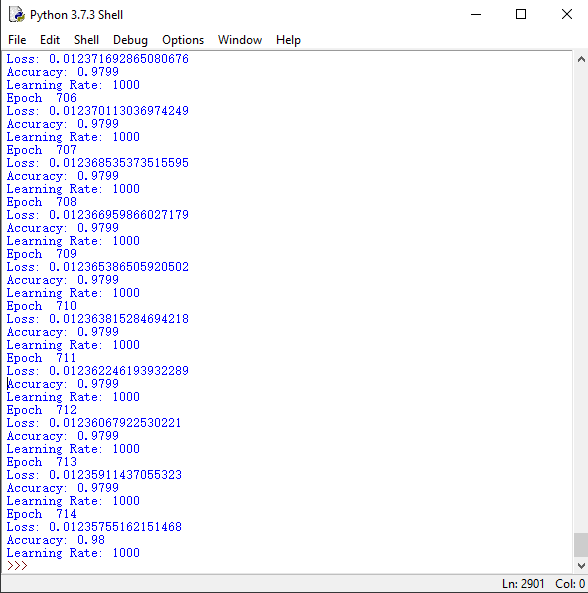 Python 3.7.3 Shell
File Edit Shell Debug Options Window Help
Loss: 0.012371692865080676
Accuracy: 0.9799
Learning Rate: 1000
Epoch  706
Loss: 0.012370113036974249
Accuracy: 0.9799
Learning Rate: 1000
Epoch  707
Loss: 0.012368535373515595
Accuracy: 0.9799
Learning Rate: 1000
Epoch  708
Loss: 0.012366959866027179
Accuracy: 0.9799
Learning Rate: 1000
Epoch  709
Loss: 0.012365386505920502
Accuracy: 0.9799
Learning Rate: 1000
Epoch  710
Loss: 0.012363815284694218
Accuracy: 0.9799
Learning Rate: 1000
Epoch  711
Loss: 0.012362246193932289
Accuracy: 0.9799
Learning Rate: 1000
Epoch  712
Loss: 0.01236067922530221
Accuracy: 0.9799
Learning Rate: 1000
Epoch  713
Loss: 0.01235911437055323
Accuracy: 0.9799
Learning Rate: 1000
Epoch  714
Loss: 0.01235755162151468
Accuracy: 0.98
Learning Rate: 1000
>>>
Ln: 2901 Col: 0